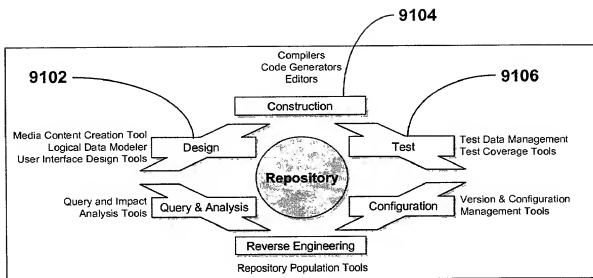 9104
Compilers
Code Generators
Editors
9102
9106
Construction
Media Content Creation Tool
Logical Data Modeler
User Interface Design Tools
Design
Test
Test Data Management
Test Coverage Tools
Repository
Query and Impact
Analysis Tools
Query & Analysis
Configuration
Version & Configuration
Management Tools
Reverse Engineering
Repository Population Tools